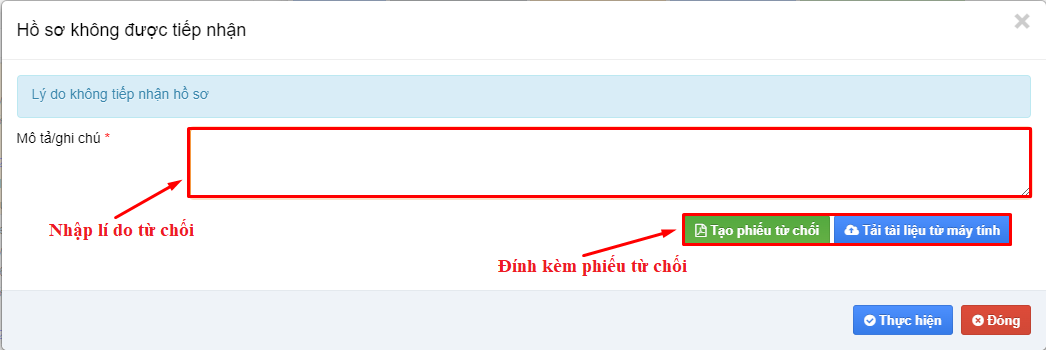 Hồ sơ không được tiếp nhận
×
Lý do không tiếp nhận hồ sơ
Mô tả/ghi chú *
Nhập lí do từ chối
Tạo phiếu từ chối
Tải tài liệu từ máy tính
Đính kèm phiếu từ chối
Thực hiện
Đóng